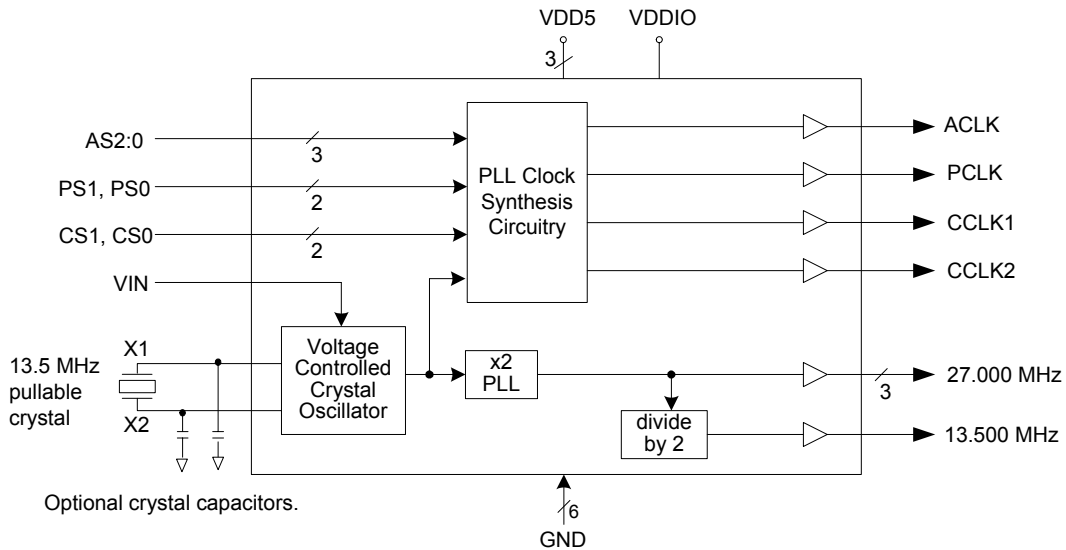 VDD5
VDDIO
3
AS2:0
3
PS1, PS0
2
CS1, CS0
2
VIN
PLL Clock
Synthesis
Circuitry
ACLK
PCLK
CCLK1
CCLK2
13.5 MHz
pullable
crystal
X1
X2
Voltage
Controlled
Crystal
Oscillator
x2
PLL
divide
by 2
3
27.000 MHz
13.500 MHz
Optional crystal capacitors.
6
GND